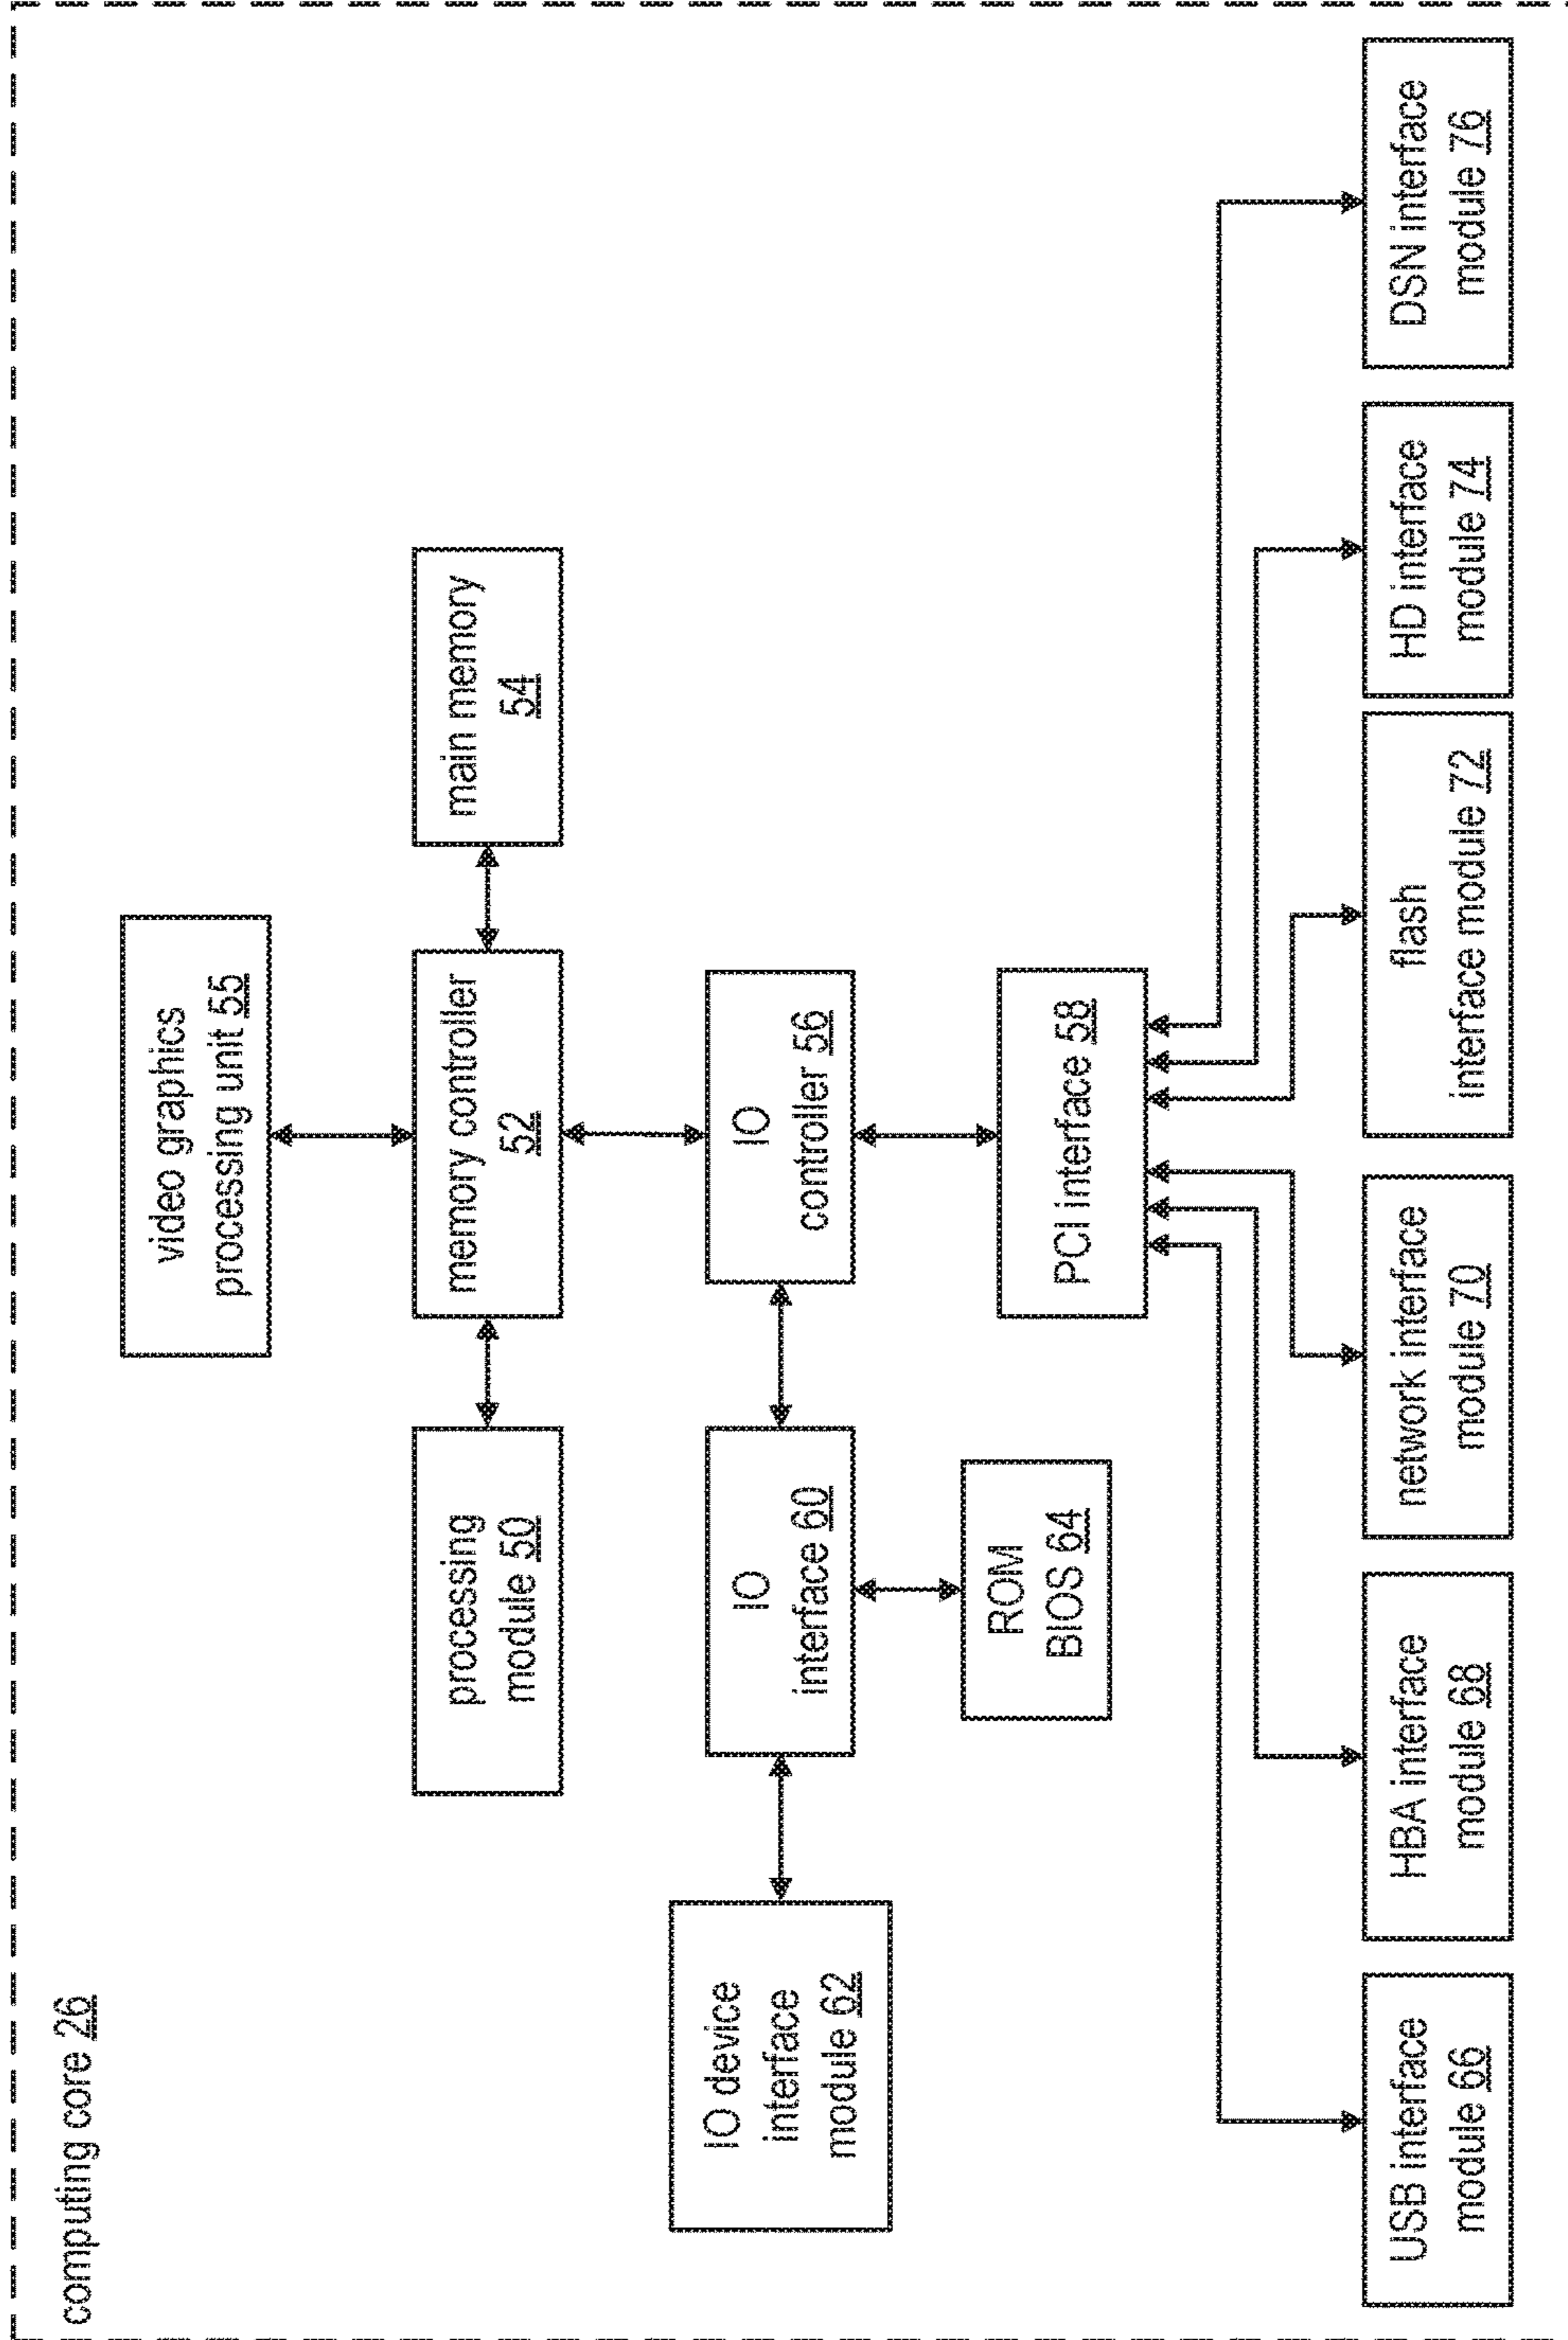 computing core 26
video graphics
processing unit 55
processing
module 50
memory controller
52
main memory
54
IO device
interface
module 62
IO
interface 60
IO
controller 56
ROM
BIOS 64
PCI interface 58
USB interface
module 66
HBA interface
module 68
network interface
module 70
flash
interface module 72
HD interface
module 74
DSN interface
module 76